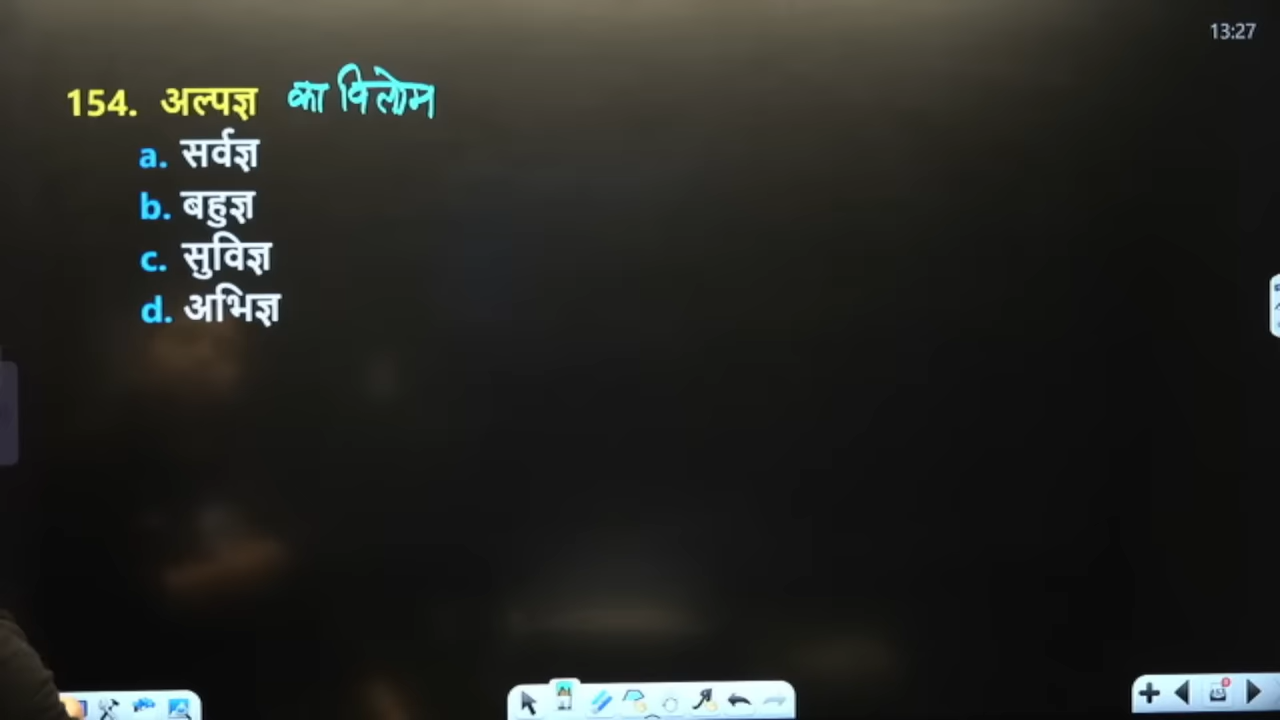 13:27
154. अल्पज्ञ का विलोम
a. सर्वज्ञ
b. बहुज्ञ
c. सुविज्ञ
d. अभिज्ञ